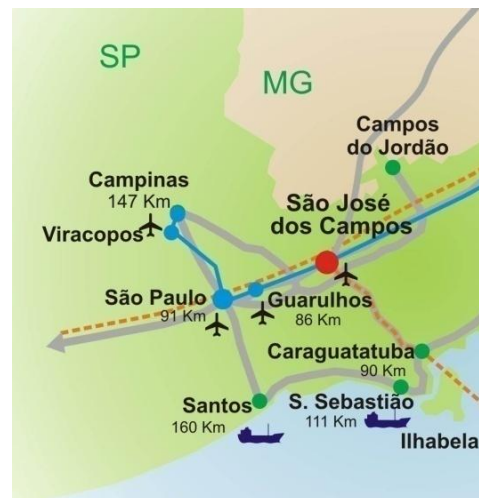 SP
MG
Campos
do Jordão
Campinas
147 Km
Viracopos
São José
dos Campos
São Paulo
91 Km
Guarulhos
86 Km
Caraguatatuba
90 Km
Santos
160 Km
S. Sebastião
111 Km
Ilhabela